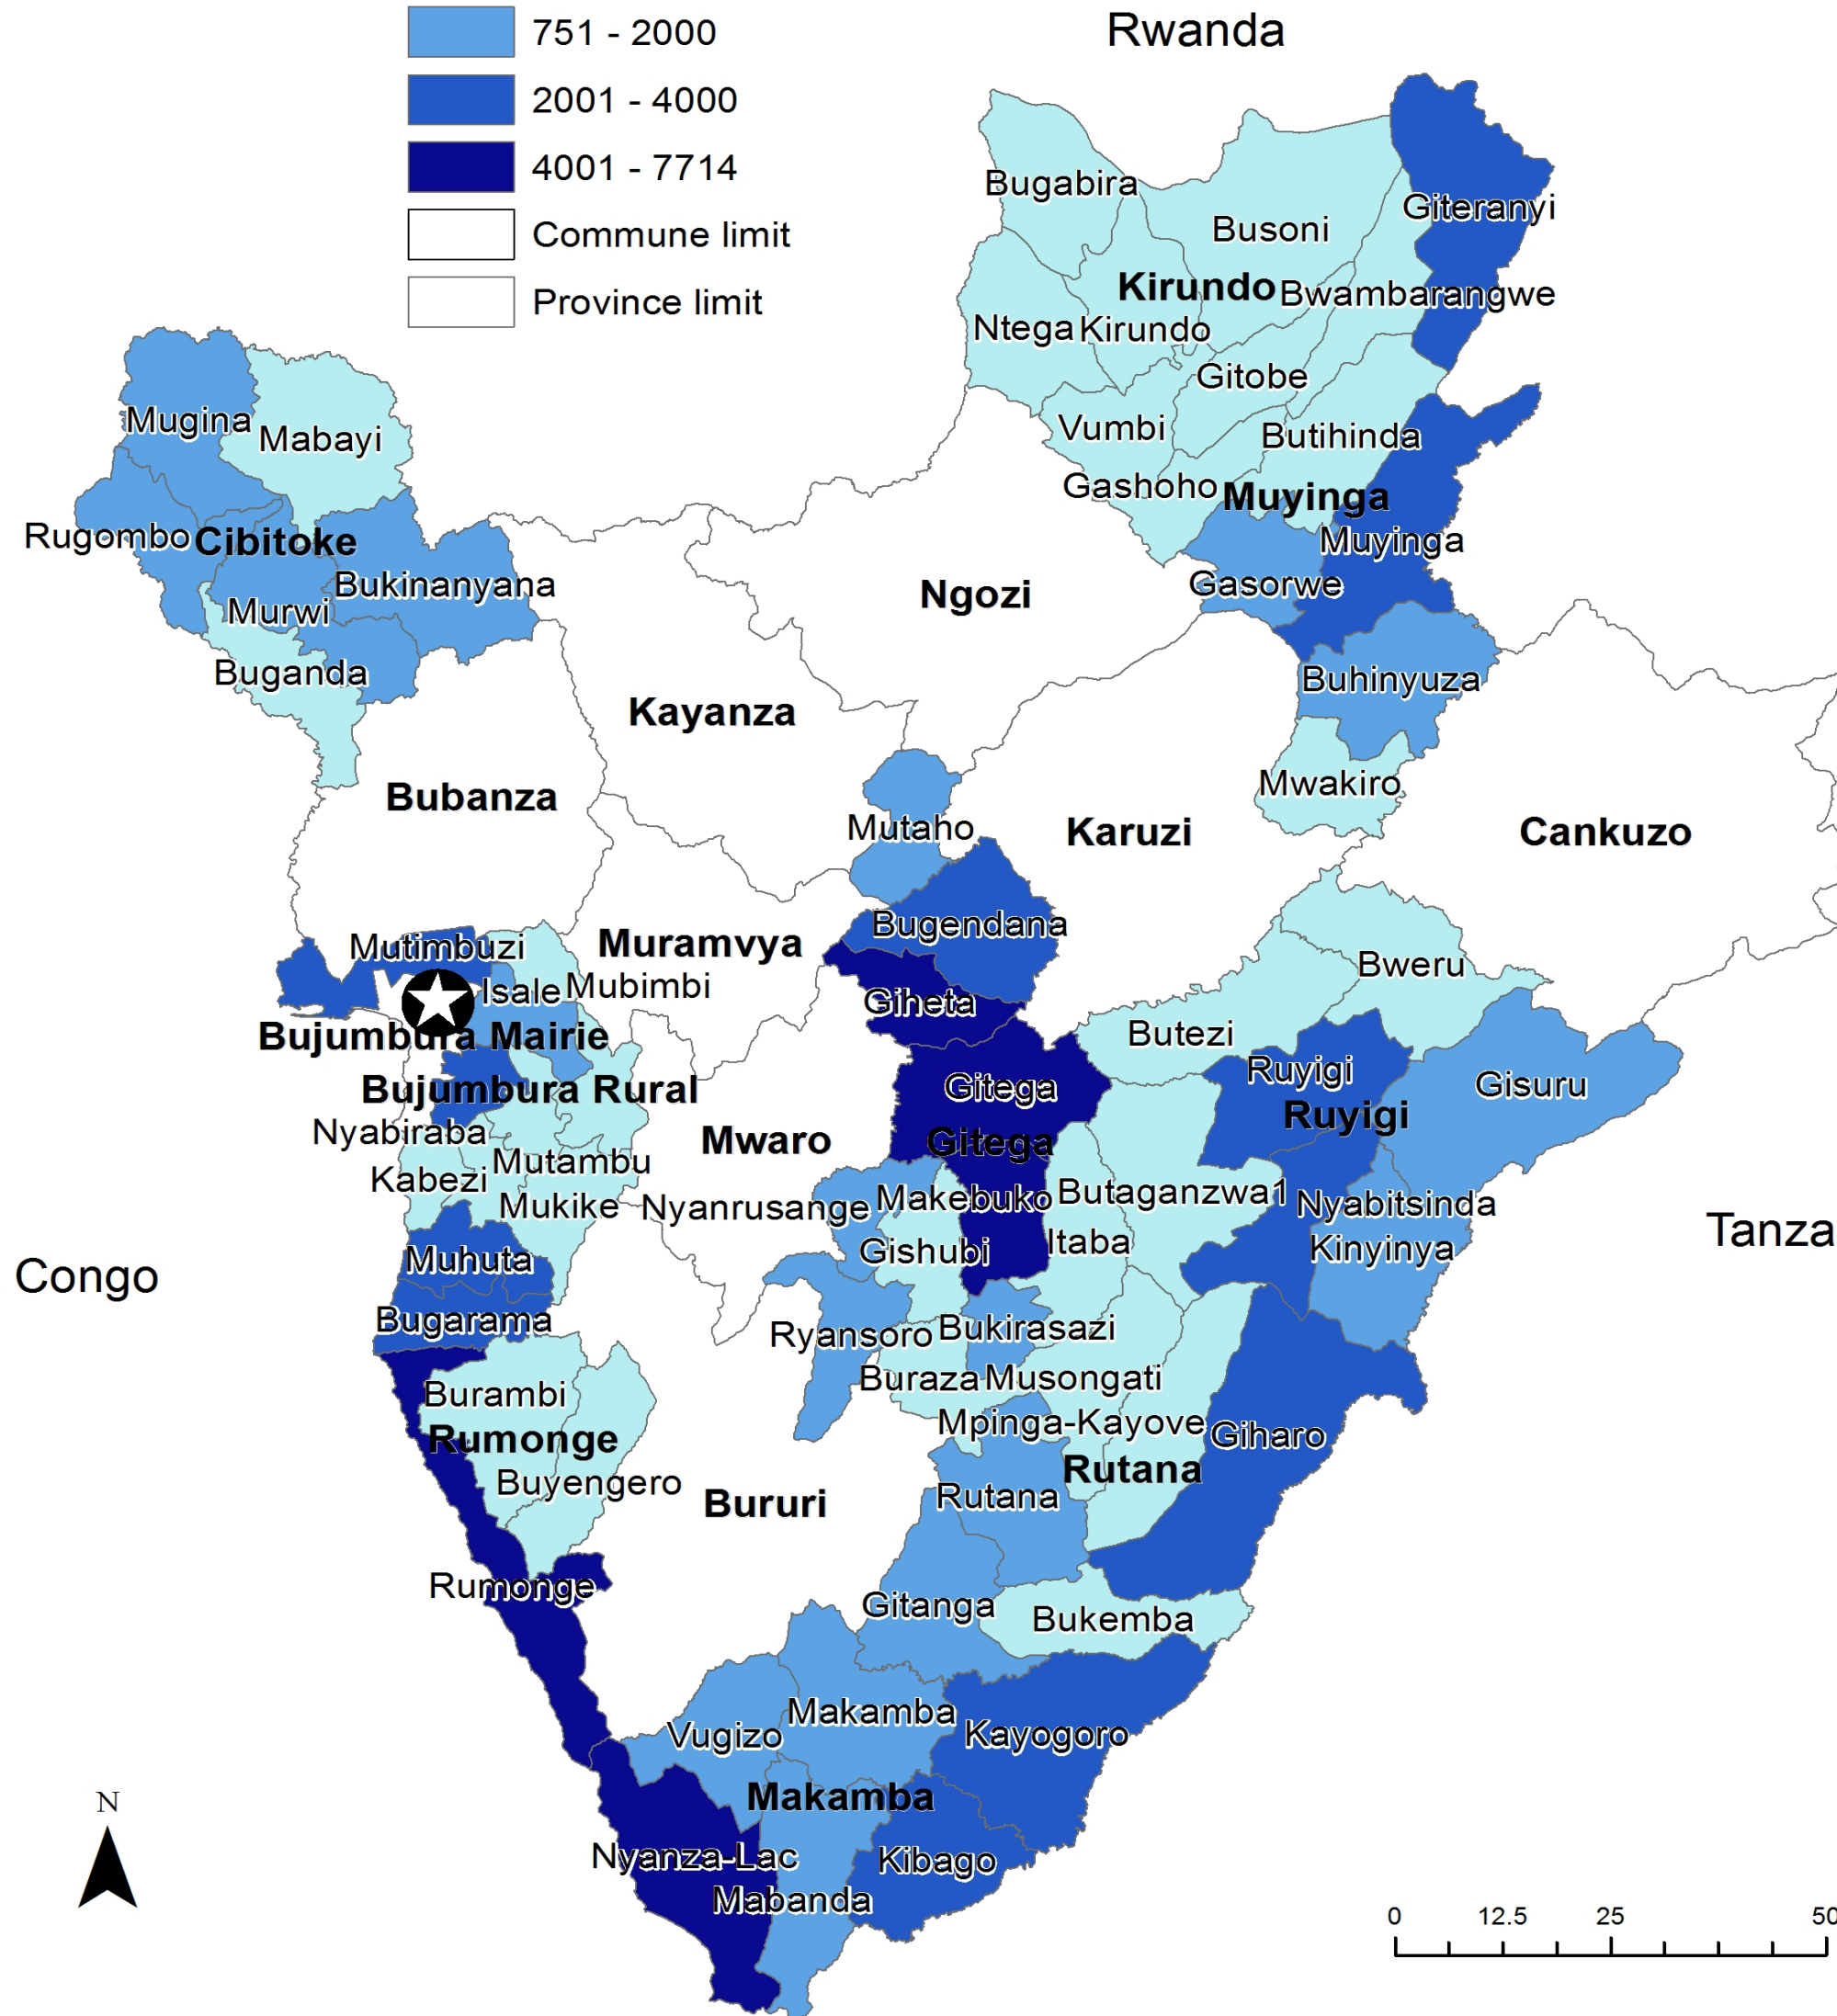 751 - 2000
Rwanda
2001 - 4000
4001 - 7714
Commune limit
Province limit
Bugabira
Giteranyi
Busoni
Kirundo
Bwambarangwe
Ntega
Kirundo
Gitobe
Mugina
Mabayi
Vumbi
Butihinda
Gashoho
Muyinga
Rugombo
Cibitoke
Muyinga
Bukinanyana
Ngozi
Gasorwe
Murwi
Buganda
Buhinyuza
Kayanza
Mwakiro
Bubanza
Mutaho
Karuzi
Cankuzo
Bugendana
Mutimbuzi
Muramvya
Bweru
Isale
Mubimbi
Giheta
Butezi
Bujumbura Mairie
Ruyigi
Gisuru
Bujumbura Rural
Gitega
Ruyigi
Nyabiraba
Mwaro
Gitega
Mutambu
Kabezi
Mukike
Nyanrusange
Makebuko
Butaganzwa1
Nyabitsinda
Tanza
Muhuta
Gishubi
Itaba
Kinyinya
Congo
Bugarama
Ryansoro
Bukirasazi
Burambi
Buraza
Musongati
Rumonge
Mpinga-Kayove
Giharo
Buyengero
Rutana
Bururi
Rutana
Rumonge
Gitanga
Bukemba
Vugizo
Makamba
Kayogoro
Makamba
N
Nyanza-Lac
Kibago
Mabanda
0 12.5 25 50